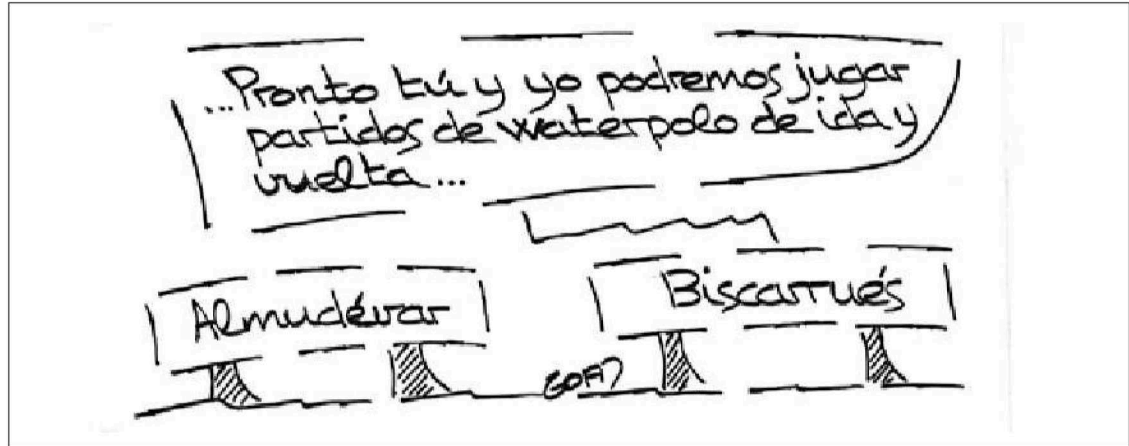 ...Pronto tú y yo podremos jugar
partidos de waterpolo de ida y
vuelta...
Almudévar
Biscarrués